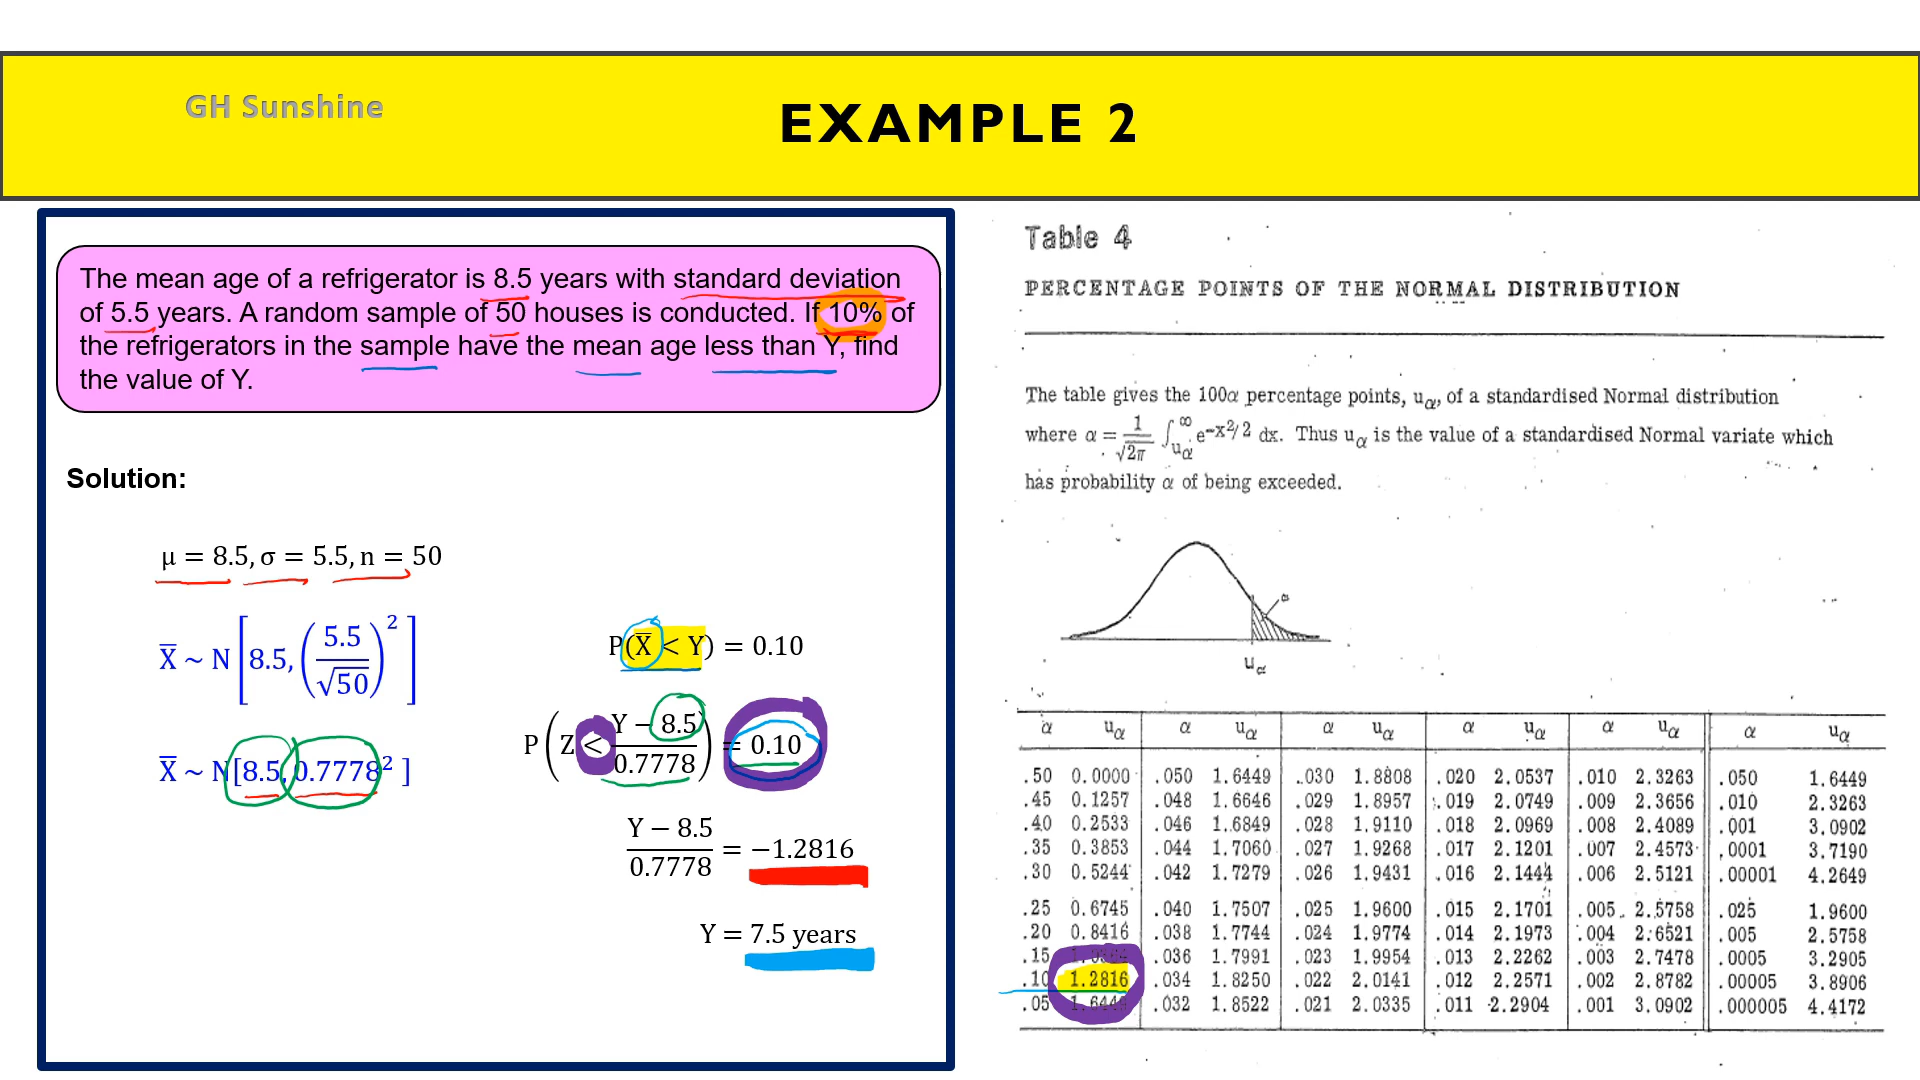 GH Sunshine
EXAMPLE 2
The mean age of a refrigerator is 8.5 years with standard deviation
of 5.5 years. A random sample of 50 houses is conducted. If 10% of
the refrigerators in the sample have the mean age less than Y, find
the value of Y.
Solution:
μ = 8.5, σ = 5.5, n = 50
X̅ ~ N [8.5, (5.5/√50)²]
X̅ ~ N[8.5, 0.7778² ]
P(X̅ < Y) = 0.10
P(Z < (Y − 8.5)/0.7778) = 0.10
(Y − 8.5)/0.7778 = −1.2816
Y = 7.5 years
Table 4
PERCENTAGE POINTS OF THE NORMAL DISTRIBUTION
The table gives the 100α percentage points, uα, of a standardised Normal distribution
where α = 1/√2π ∫uα^∞ e^−x²/2 dx. Thus uα is the value of a standardised Normal variate which
has probability α of being exceeded.
α
uα
α uα α uα α uα α uα α uα α uα
.50 0.0000 .050 1.6449 .030 1.8808 .020 2.0537 .010 2.3263 .050 1.6449
.45 0.1257 .048 1.6646 .029 1.8957 .019 2.0749 .009 2.3656 .010 2.3263
.40 0.2533 .046 1.6849 .028 1.9110 .018 2.0969 .008 2.4089 .001 3.0902
.35 0.3853 .044 1.7060 .027 1.9268 .017 2.1201 .007 2.4573 .0001 3.7190
.30 0.5244 .042 1.7279 .026 1.9431 .016 2.1444 .006 2.5121 .00001 4.2649
.25 0.6745 .040 1.7507 .025 1.9600 .015 2.1701 .005 2.5758 .025 1.9600
.20 0.8416 .038 1.7744 .024 1.9774 .014 2.1973 .004 2.6521 .005 2.5758
.15 .036 1.7991 .023 1.9954 .013 2.2262 .003 2.7478 .0005 3.2905
.10 1.2816 .034 1.8250 .022 2.0141 .012 2.2571 .002 2.8782 .00005 3.8906
.05 1.6449 .032 1.8522 .021 2.0335 .011 2.2904 .001 3.0902 .000005 4.4172